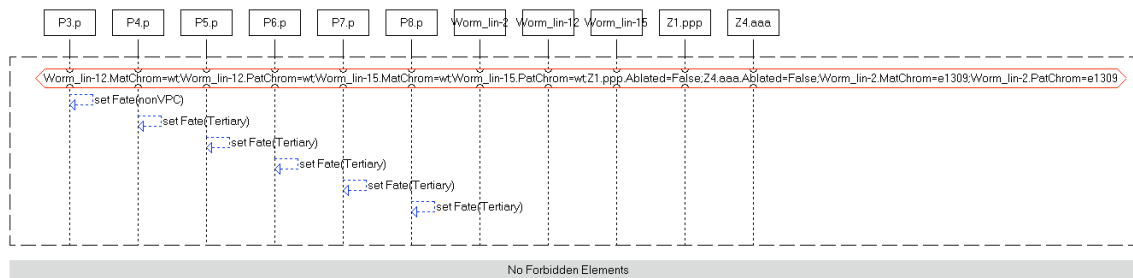 P3.p P4.p P5.p P6.p P7.p P8.p Worm_lin-2 Worm_lin-12 Worm_lin-15 Z1.ppp Z4.aaa
Worm_lin-12.MatChrom=wt;Worm_lin-12.PatChrom=wt;Worm_lin-15.MatChrom=wt;Worm_lin-15.PatChrom=wt;Z1.ppp.Ablated=False;Z4.aaa.Ablated=False;Worm_lin-2.MatChrom=e1309;Worm_lin-2.PatChrom=e1309
set Fate(nonVPC)
set Fate(Tertiary)
set Fate(Tertiary)
set Fate(Tertiary)
set Fate(Tertiary)
set Fate(Tertiary)
No Forbidden Elements